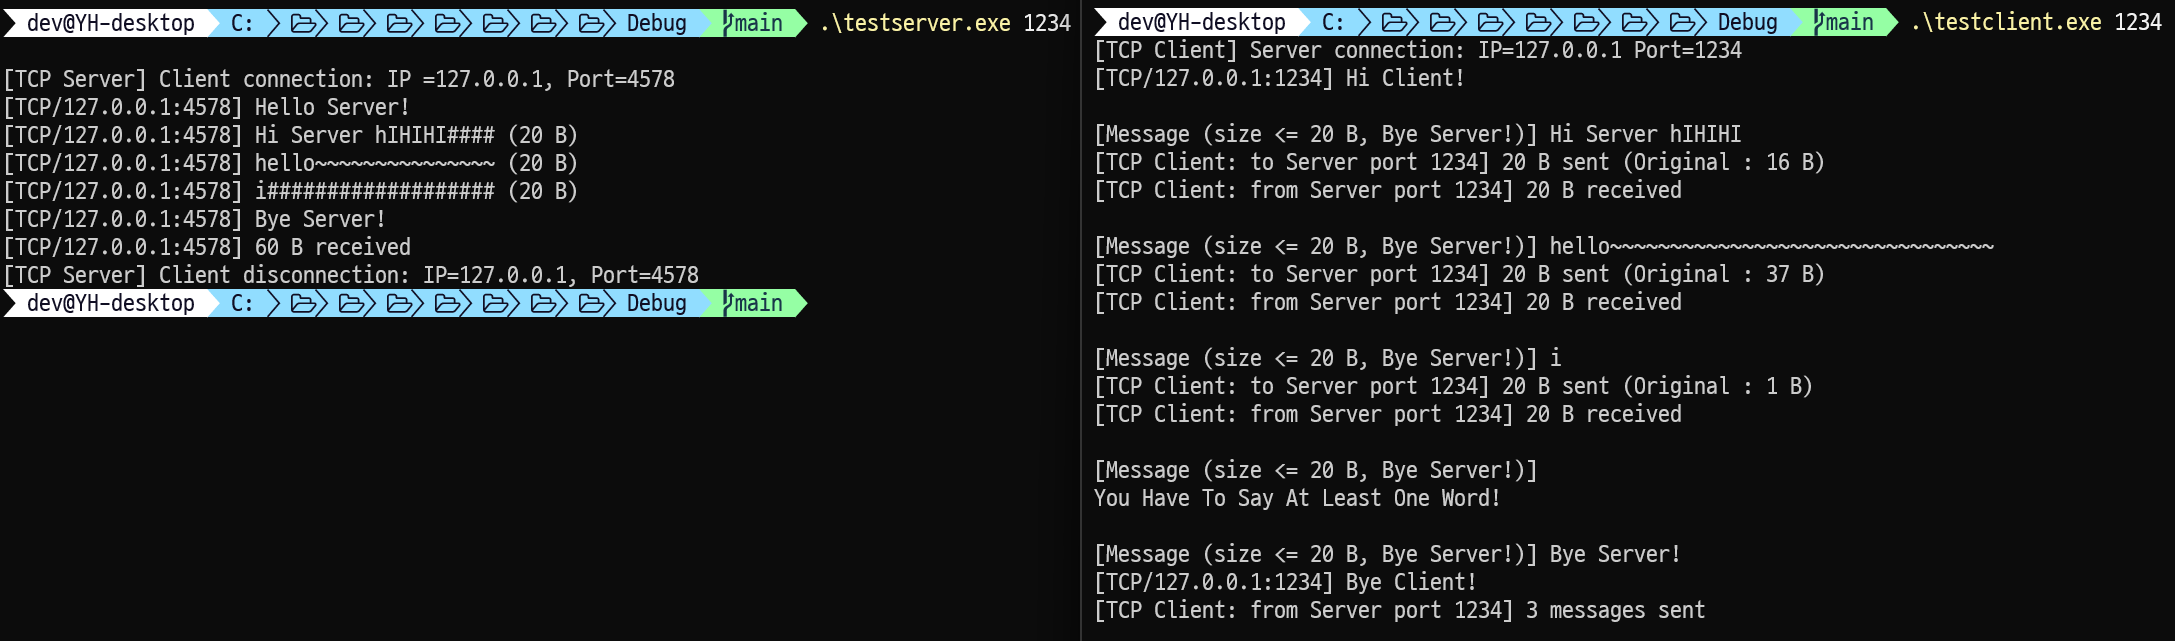 dev@YH-desktop C: Debug main .\testserver.exe 1234
[TCP Server] Client connection: IP =127.0.0.1, Port=4578
[TCP/127.0.0.1:4578] Hello Server!
[TCP/127.0.0.1:4578] Hi Server hIHIHI#### (20 B)
[TCP/127.0.0.1:4578] hello~~~~~~~~~~~~~~~ (20 B)
[TCP/127.0.0.1:4578] i################### (20 B)
[TCP/127.0.0.1:4578] Bye Server!
[TCP/127.0.0.1:4578] 60 B received
[TCP Server] Client disconnection: IP=127.0.0.1, Port=4578
dev@YH-desktop C: Debug main
dev@YH-desktop C: Debug main .\testclient.exe 1234
[TCP Client] Server connection: IP=127.0.0.1 Port=1234
[TCP/127.0.0.1:1234] Hi Client!
[Message (size <= 20 B, Bye Server!)] Hi Server hIHIHI
[TCP Client: to Server port 1234] 20 B sent (Original : 16 B)
[TCP Client: from Server port 1234] 20 B received
[Message (size <= 20 B, Bye Server!)] hello~~~~~~~~~~~~~~~~~~~~~~~~~~~~~~~~
[TCP Client: to Server port 1234] 20 B sent (Original : 37 B)
[TCP Client: from Server port 1234] 20 B received
[Message (size <= 20 B, Bye Server!)] i
[TCP Client: to Server port 1234] 20 B sent (Original : 1 B)
[TCP Client: from Server port 1234] 20 B received
[Message (size <= 20 B, Bye Server!)]
You Have To Say At Least One Word!
[Message (size <= 20 B, Bye Server!)] Bye Server!
[TCP/127.0.0.1:1234] Bye Client!
[TCP Client: from Server port 1234] 3 messages sent